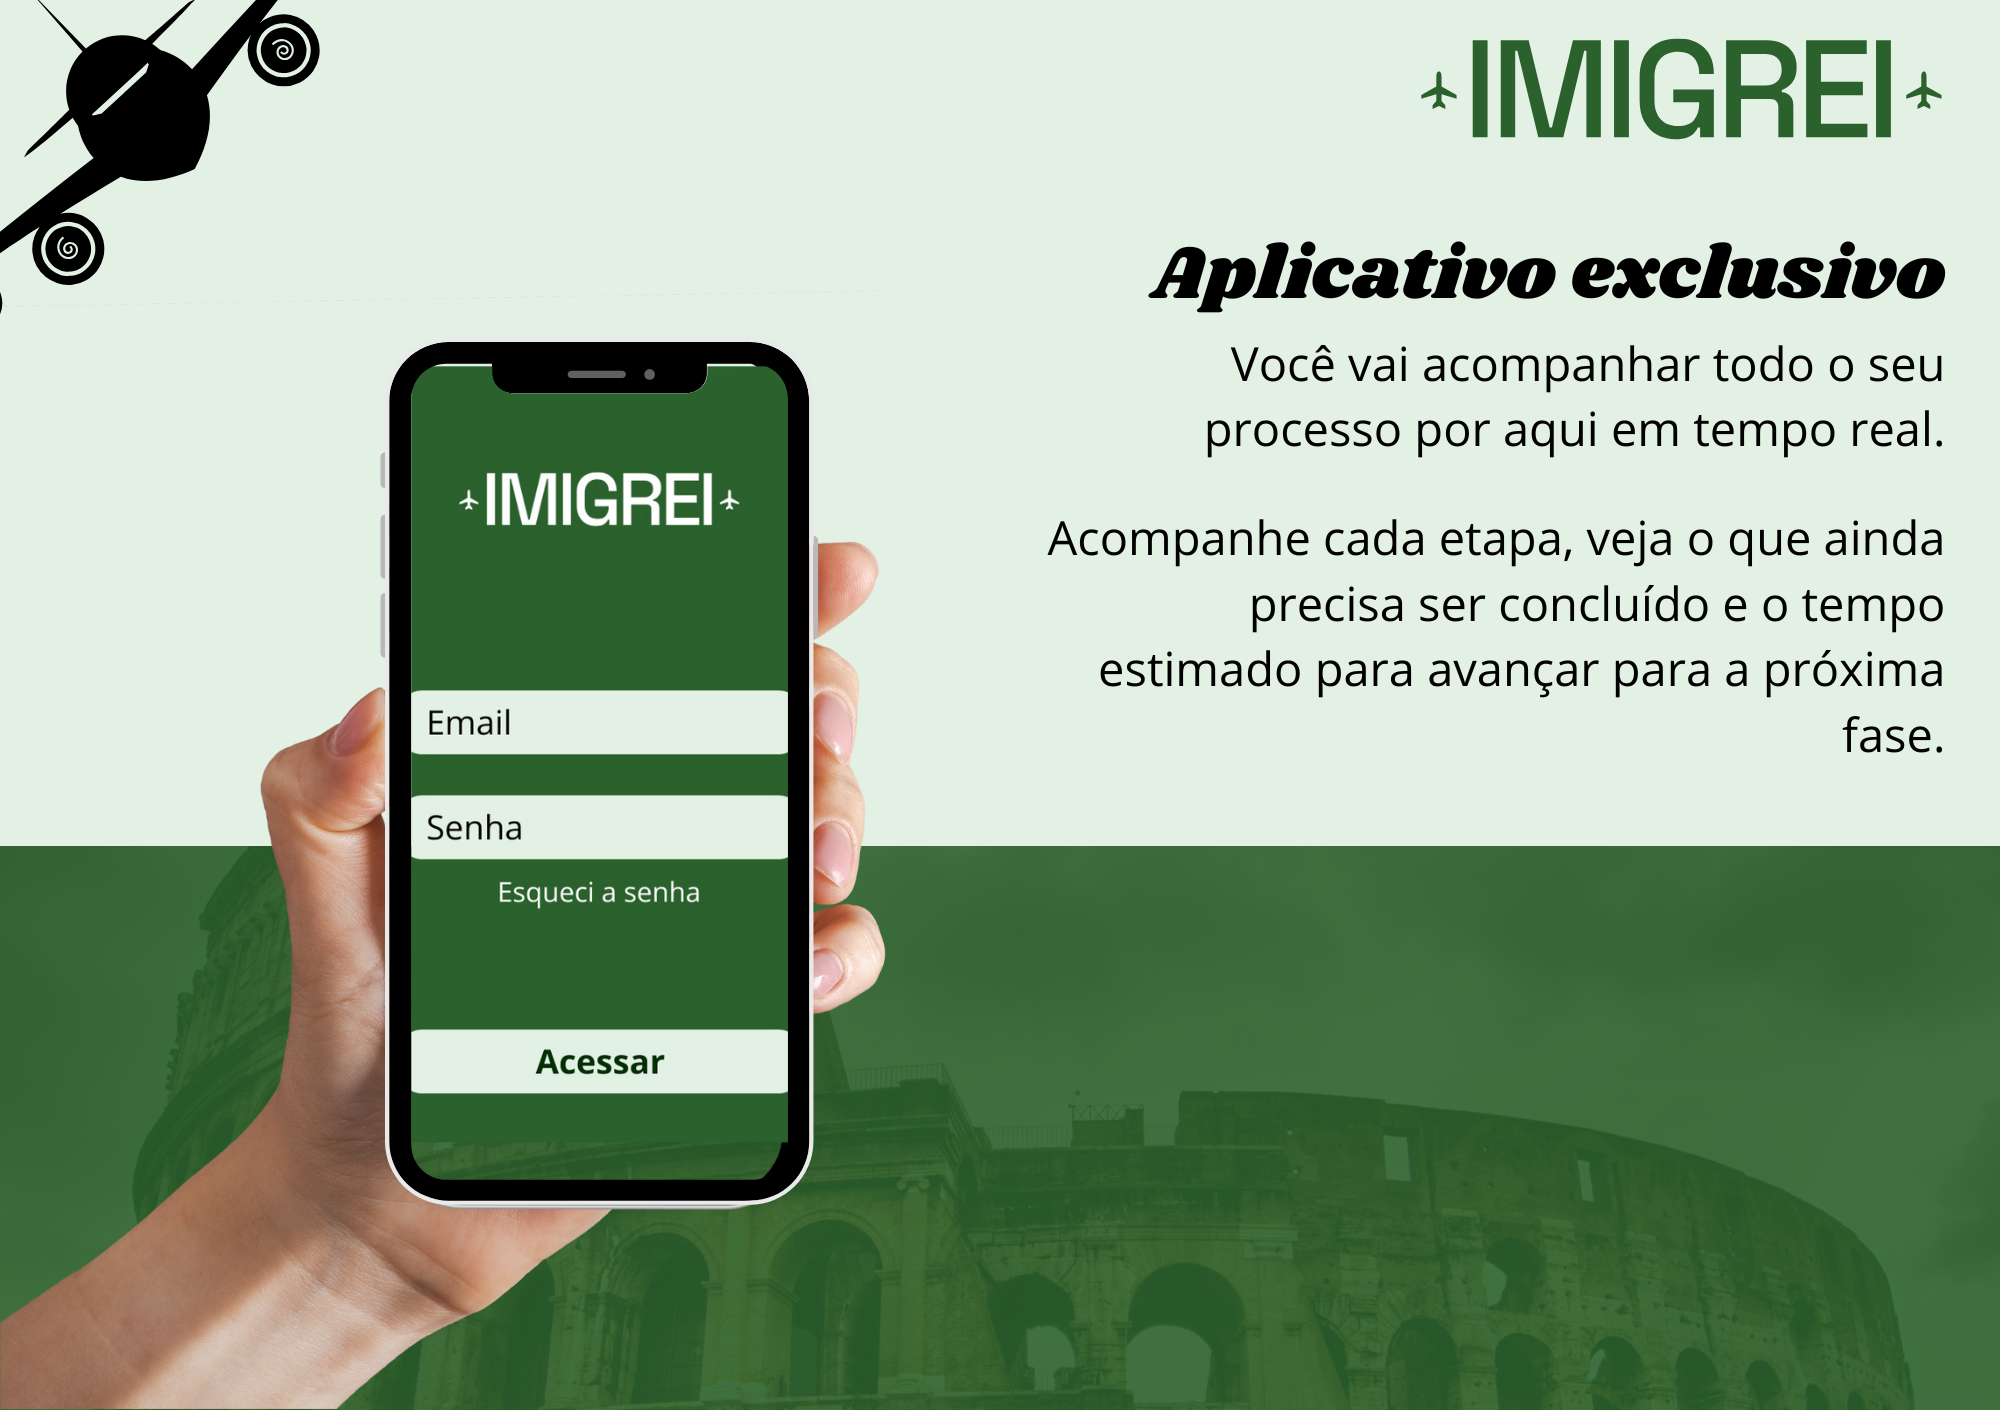 IMIGREI
Aplicativo exclusivo
Você vai acompanhar todo o seu
processo por aqui em tempo real.
Acompanhe cada etapa, veja o que ainda
precisa ser concluído e o tempo
estimado para avançar para a próxima
fase.
IMIGREI
Email
Senha
Esqueci a senha
Acessar